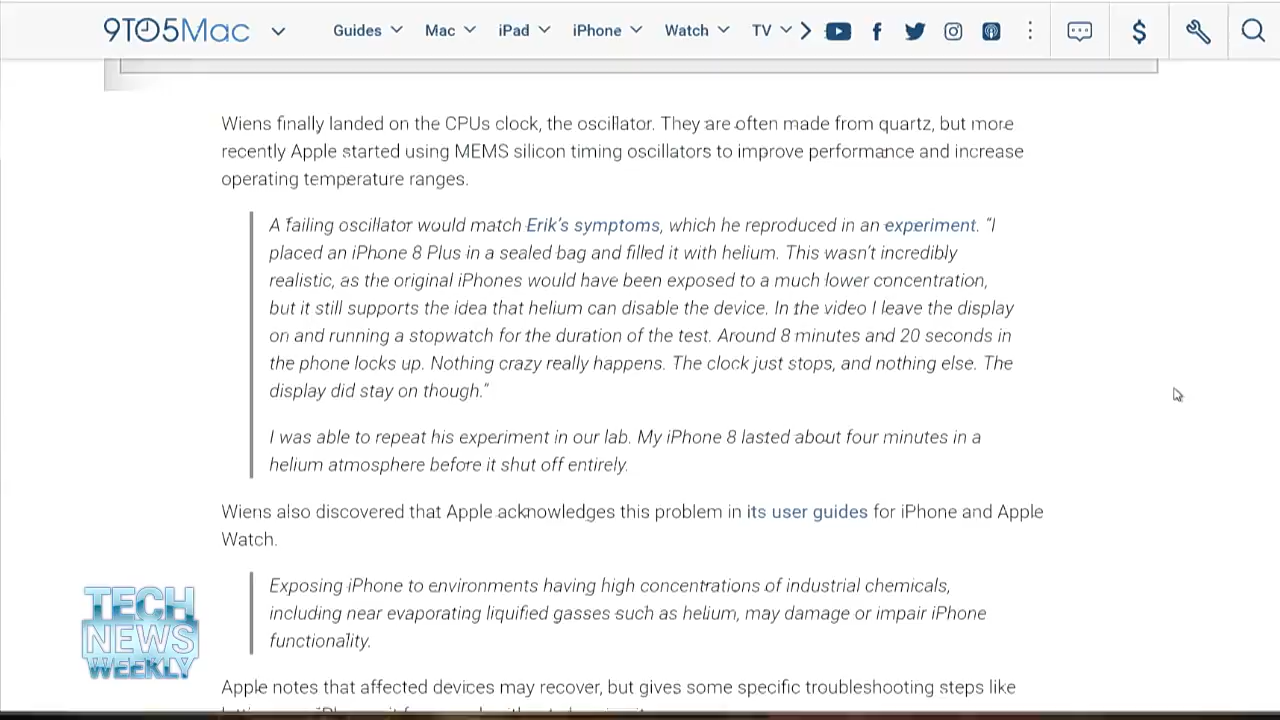 9TO5Mac
Guides Mac iPad iPhone Watch TV
Wiens finally landed on the CPUs clock, the oscillator. They are often made from quartz, but more
recently Apple started using MEMS silicon timing oscillators to improve performance and increase
operating temperature ranges.
A failing oscillator would match Erik's symptoms, which he reproduced in an experiment. “I
placed an iPhone 8 Plus in a sealed bag and filled it with helium. This wasn't incredibly
realistic, as the original iPhones would have been exposed to a much lower concentration,
but it still supports the idea that helium can disable the device. In the video I leave the display
on and running a stopwatch for the duration of the test. Around 8 minutes and 20 seconds in
the phone locks up. Nothing crazy really happens. The clock just stops, and nothing else. The
display did stay on though.”
I was able to repeat his experiment in our lab. My iPhone 8 lasted about four minutes in a
helium atmosphere before it shut off entirely.
Wiens also discovered that Apple acknowledges this problem in its user guides for iPhone and Apple
Watch.
Exposing iPhone to environments having high concentrations of industrial chemicals,
including near evaporating liquified gasses such as helium, may damage or impair iPhone
functionality.
TECH
NEWS
WEEKLY
Apple notes that affected devices may recover, but gives some specific troubleshooting steps like